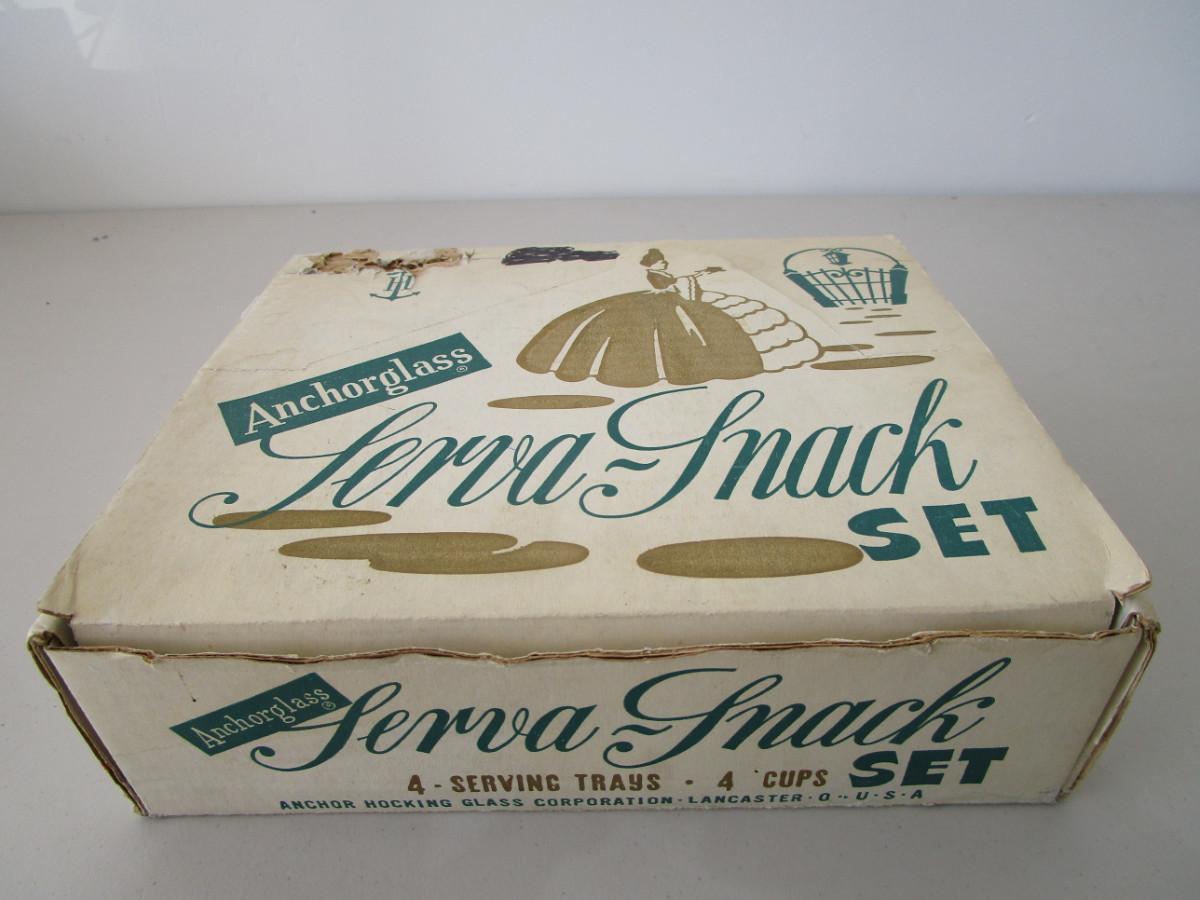 Anchorglass ®
Serva~Snack
SET
Anchorglass ®
Serva~Snack
SET
4 - SERVING TRAYS · 4 CUPS
ANCHOR HOCKING GLASS CORPORATION · LANCASTER · O · U · S · A